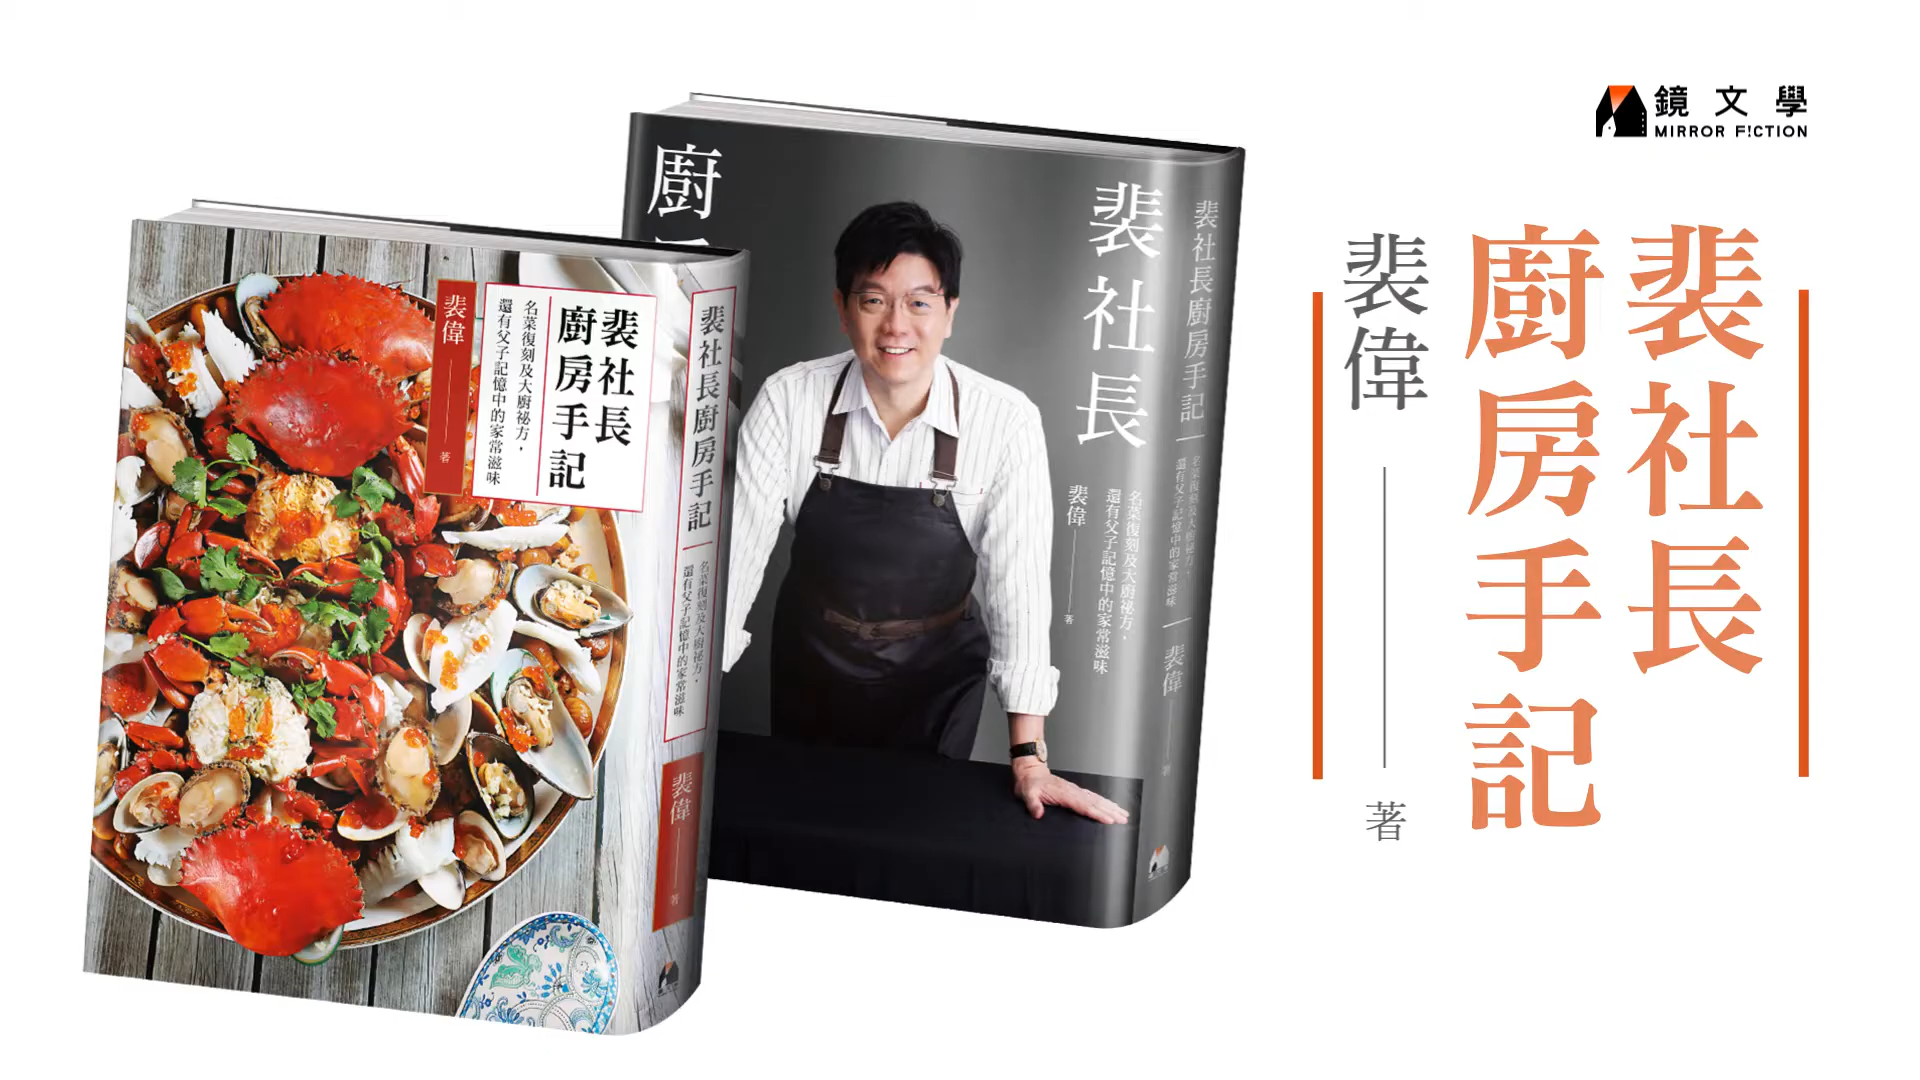 鏡文學
MIRROR F!CTION
裴社長
廚房手記
裴偉
著
裴社長
廚房手記
名菜復刻及大廚祕方，
還有父子記憶中的家常滋味
裴偉
著
裴社長廚房手記
名菜復刻及大廚祕方，
還有父子記憶中的家常滋味
裴偉
著
裴社長
廚
名菜復刻及大廚祕方，
還有父子記憶中的家常滋味
裴偉
著
裴社長廚房手記
名菜復刻及大廚祕方，
還有父子記憶中的家常滋味
裴偉
著